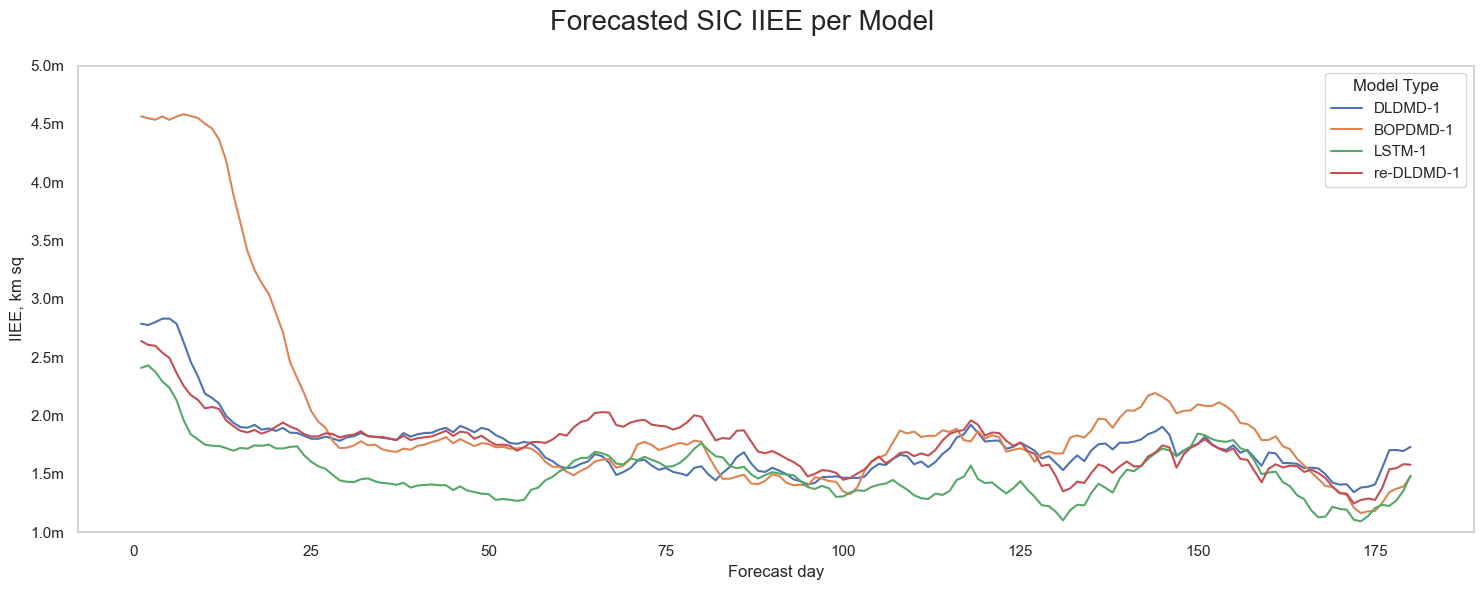 Forecasted SIC IIEE per Model
5.0m
4.5m
4.0m
3.5m
3.0m
2.5m
2.0m
1.5m
1.0m
IIEE, km sq
0
25
50
75
100
125
150
175
Forecast day
Model Type
DLDMD-1
BOPDMD-1
LSTM-1
re-DLDMD-1